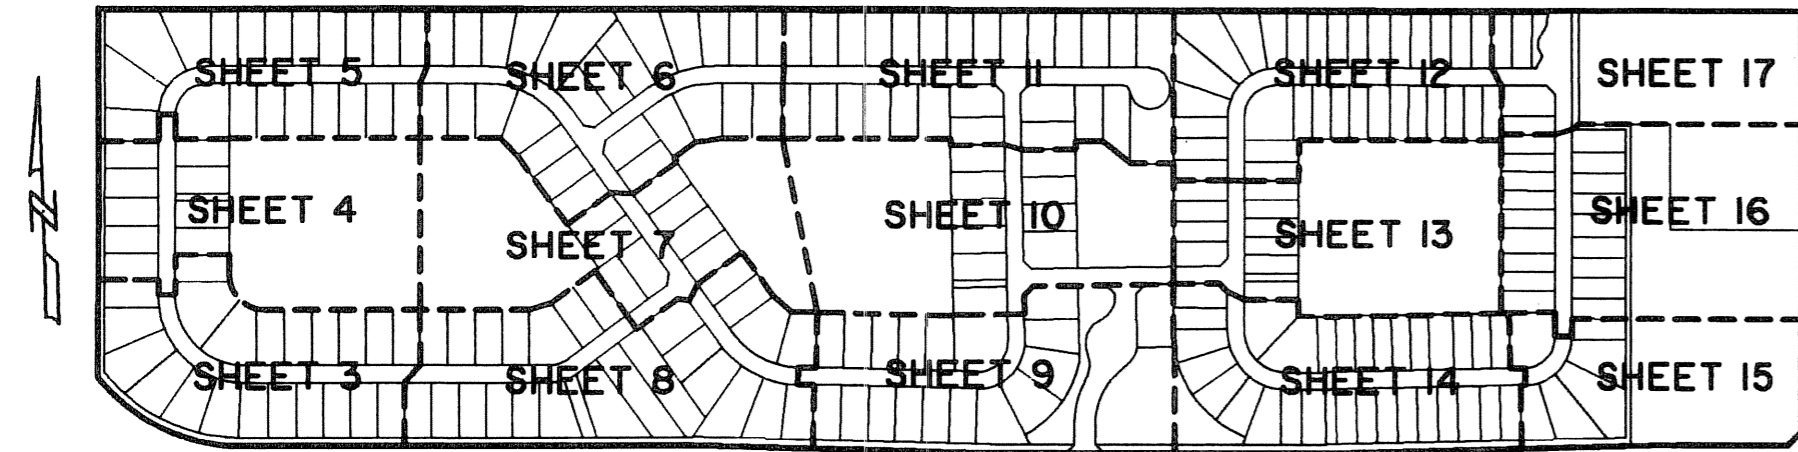 SHEET 5
SHEET 6
SHEET 11
SHEET 12
SHEET 17
SHEET 4
SHEET 7
SHEET 10
SHEET 13
SHEET 16
SHEET 3
SHEET 8
SHEET 9
SHEET 14
SHEET 15
N